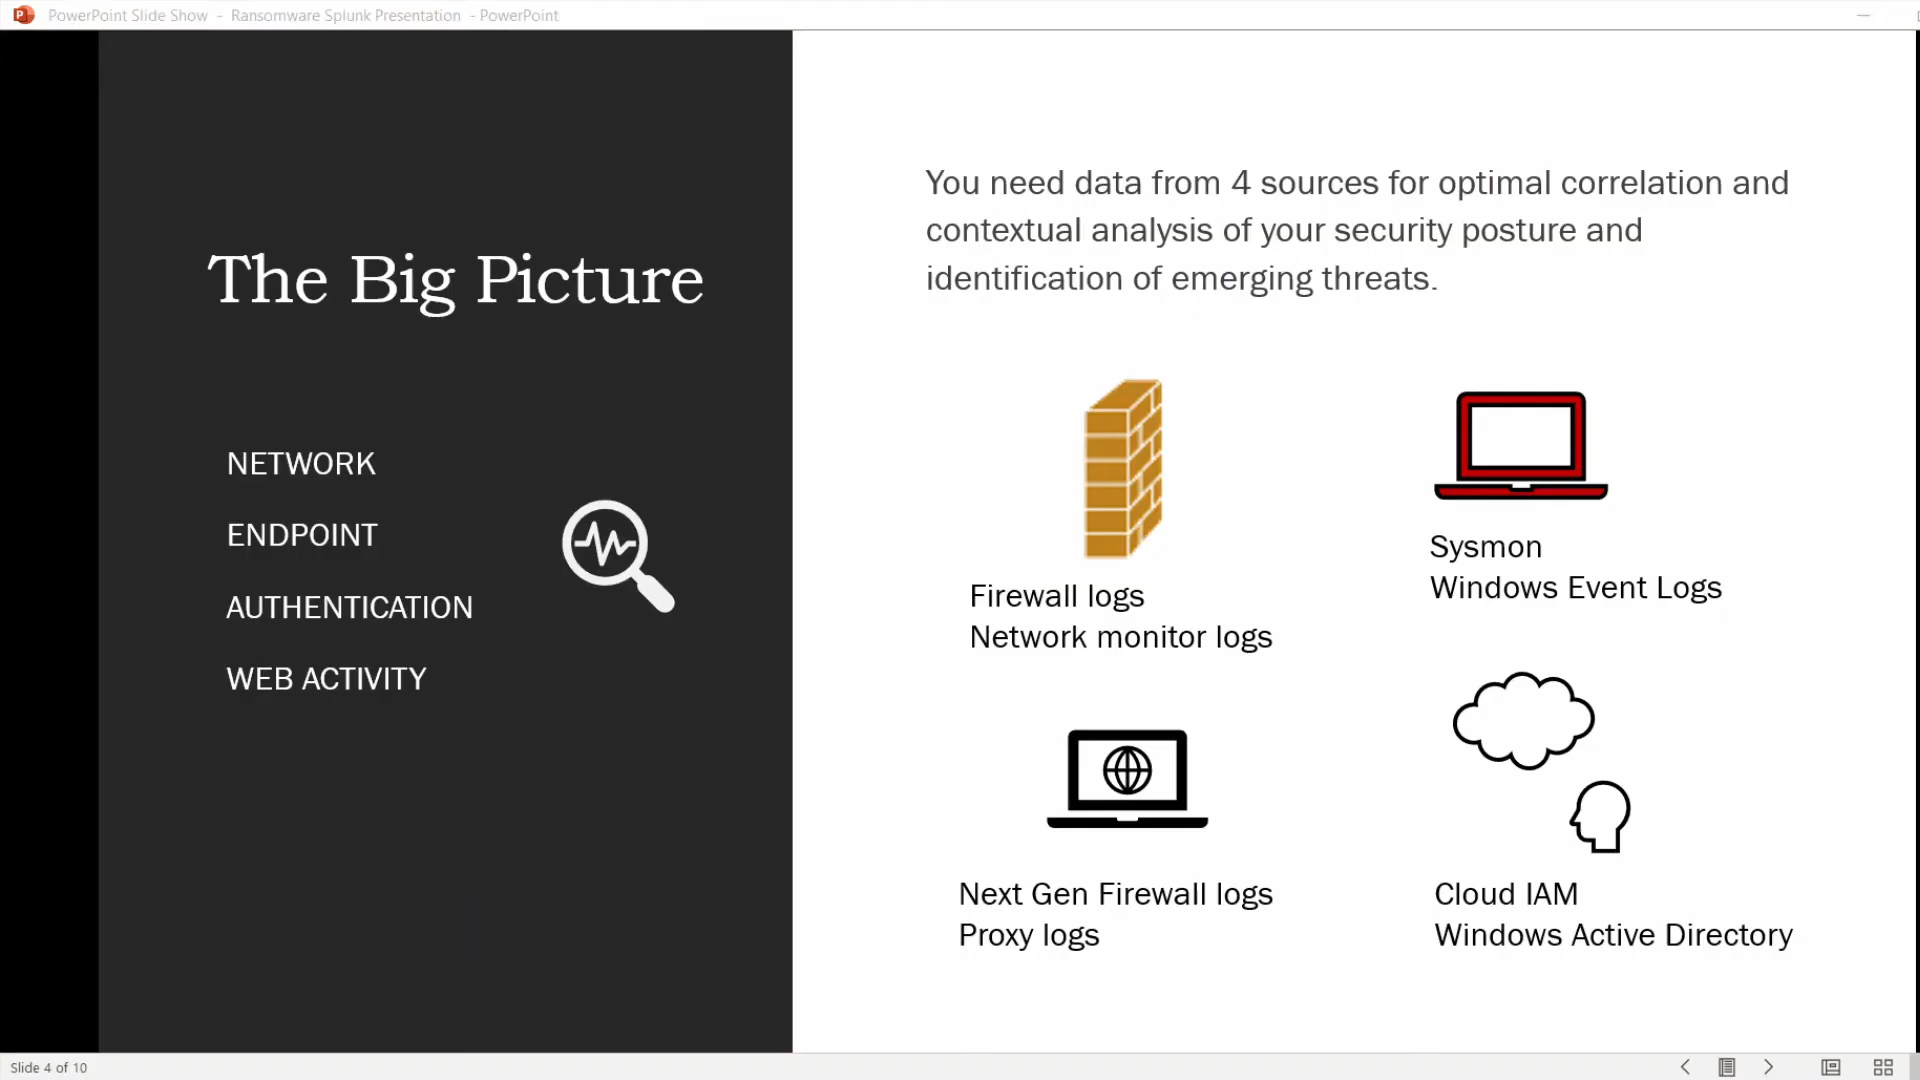 PowerPoint Slide Show - Ransomware Splunk Presentation - PowerPoint
The Big Picture
NETWORK
ENDPOINT
AUTHENTICATION
WEB ACTIVITY
You need data from 4 sources for optimal correlation and
contextual analysis of your security posture and
identification of emerging threats.
Firewall logs
Network monitor logs
Sysmon
Windows Event Logs
Next Gen Firewall logs
Proxy logs
Cloud IAM
Windows Active Directory
Slide 4 of 10